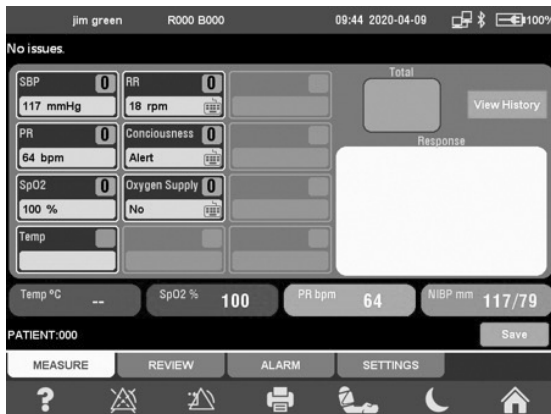 jim green R000 B000 09:44 2020-04-09 100%
No issues.
SBP 0 RR 0 Total
117 mmHg 18 rpm View History
PR 0 Conciousness 0 Response
64 bpm Alert
SpO2 0 Oxygen Supply 0
100 % No
Temp
Temp ºC -- SpO2 % 100 PR bpm 64 NIBP mm 117/79
PATIENT:000 Save
MEASURE REVIEW ALARM SETTINGS
?